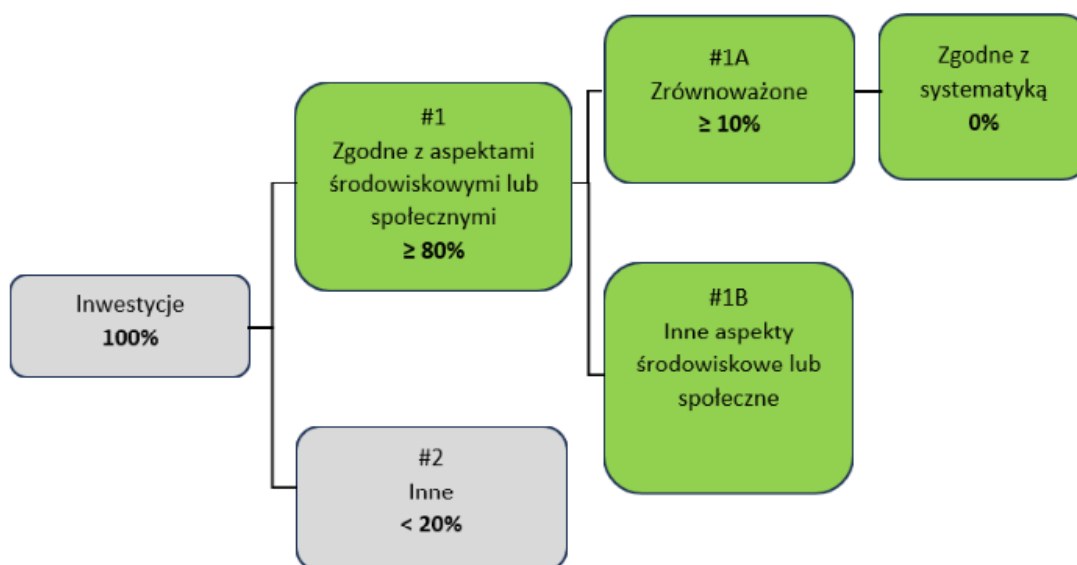 Inwestycje
100%
#1
Zgodne z aspektami
środowiskowymi lub
społecznymi
≥ 80%
#2
Inne
< 20%
#1A
Zrównoważone
≥ 10%
#1B
Inne aspekty
środowiskowe lub
społeczne
Zgodne z
systematyką
0%